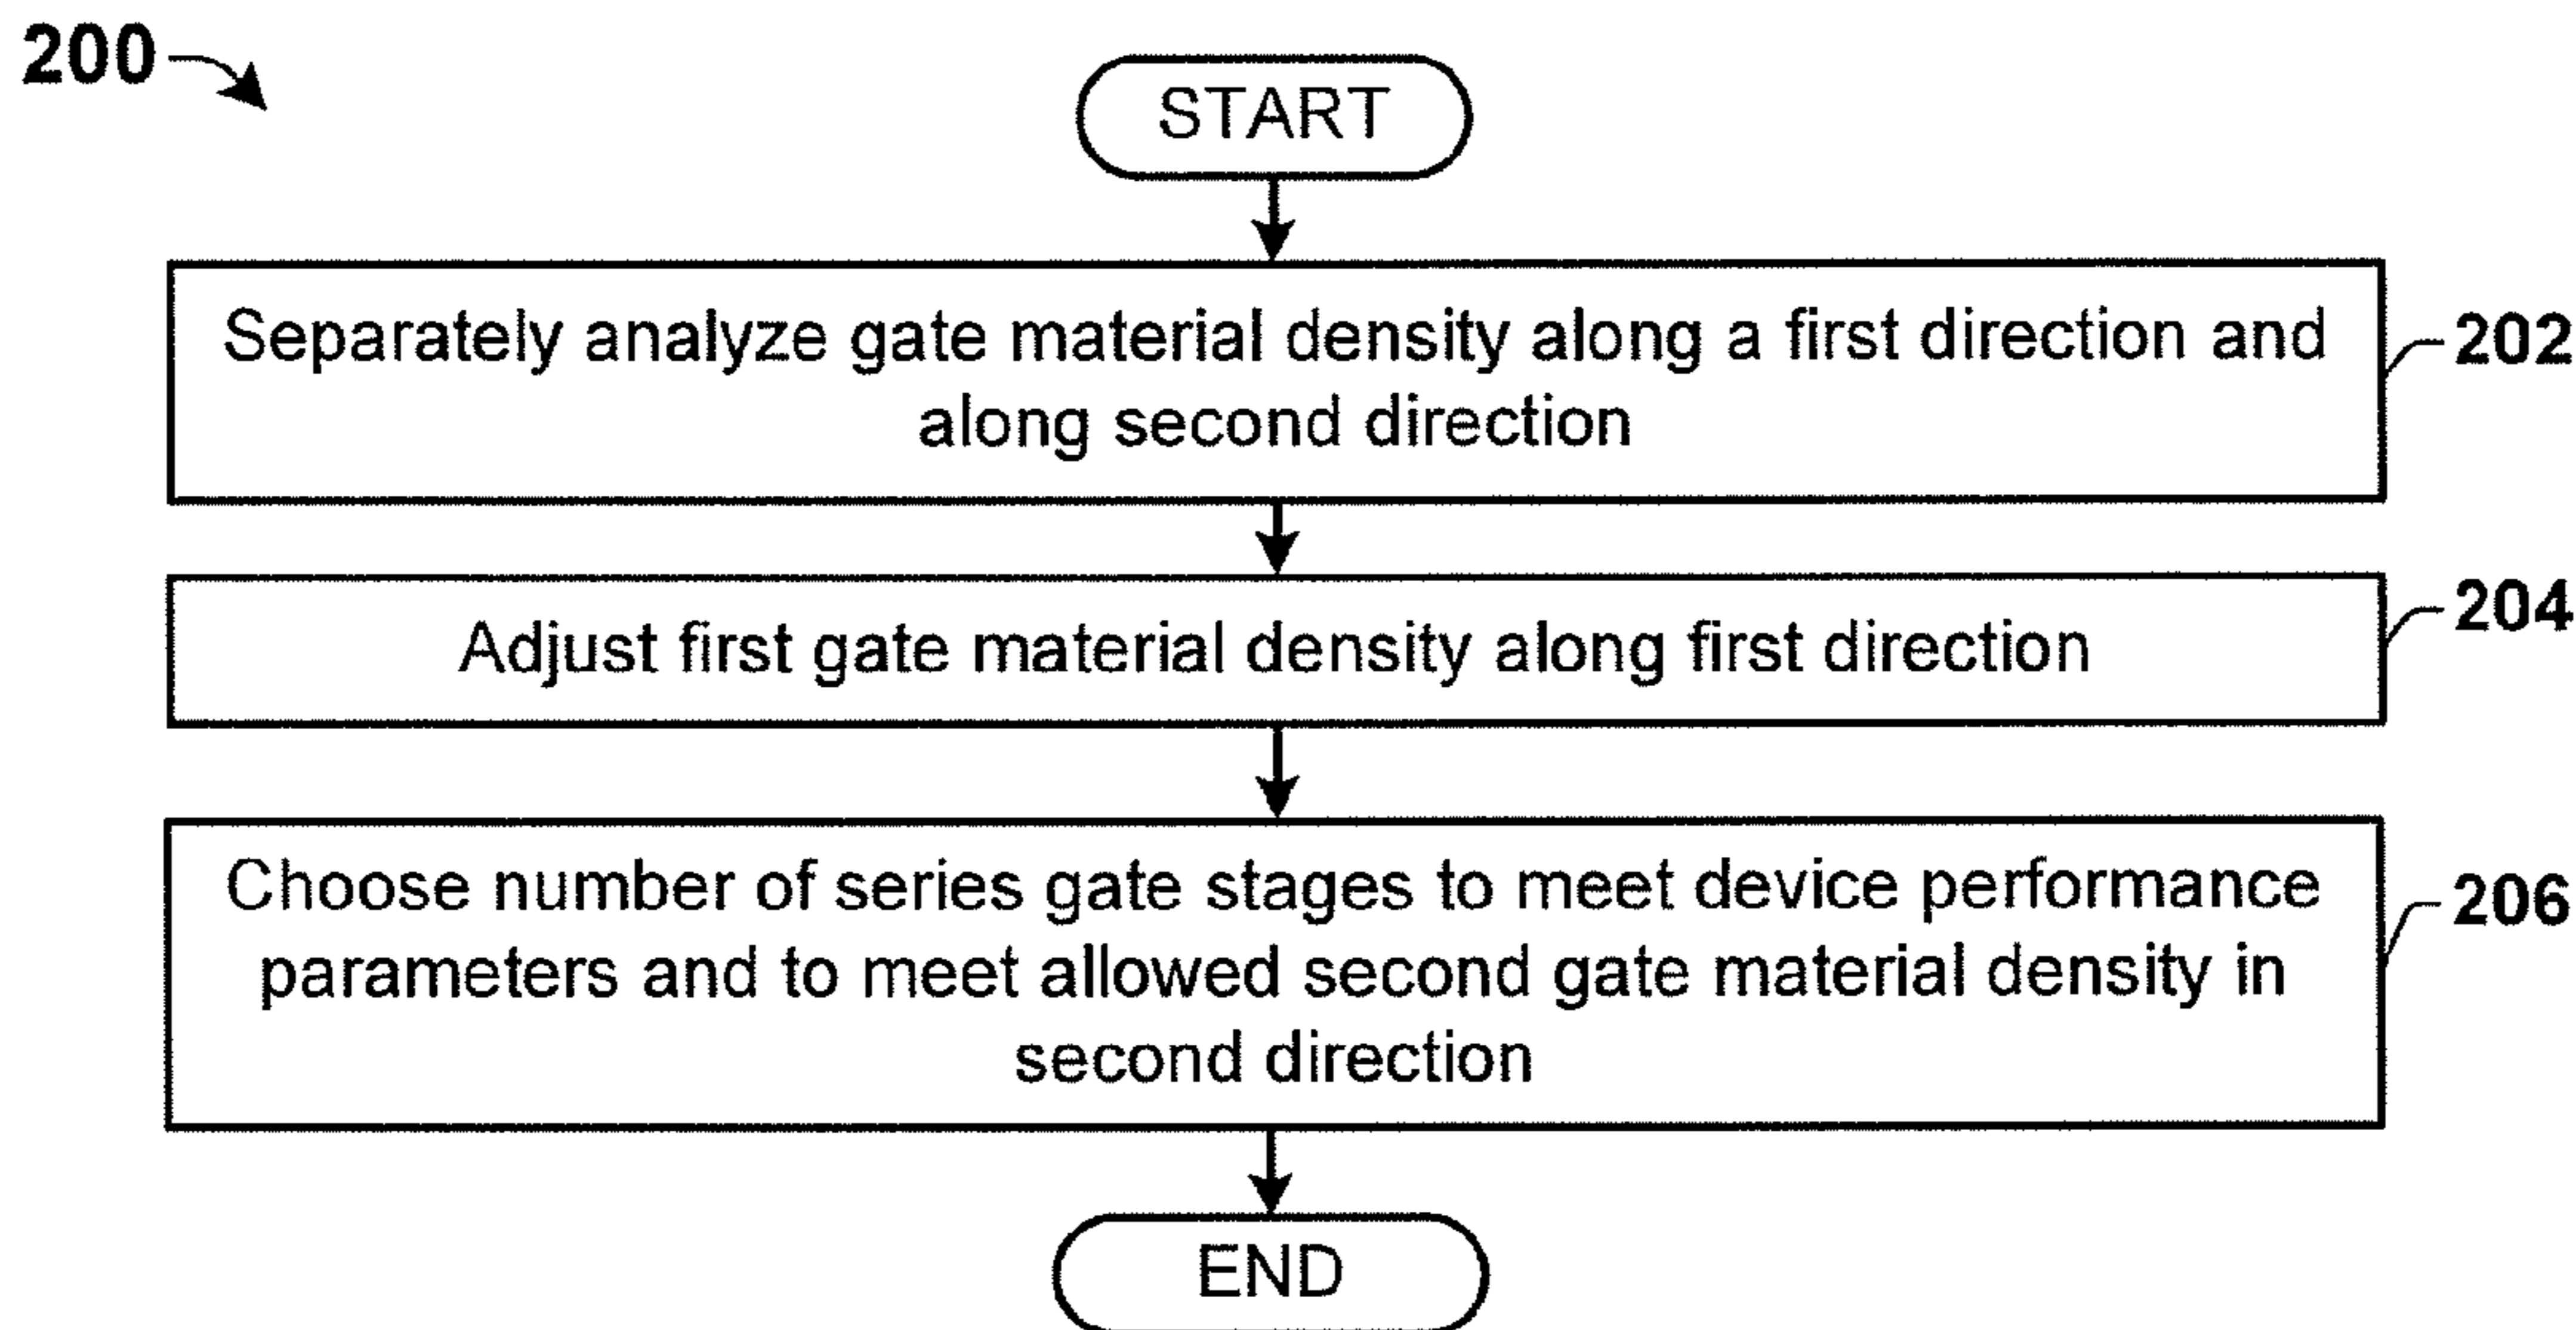 200
START
Separately analyze gate material density along a first direction and
along second direction
202
Adjust first gate material density along first direction
204
Choose number of series gate stages to meet device performance
parameters and to meet allowed second gate material density in
second direction
206
END